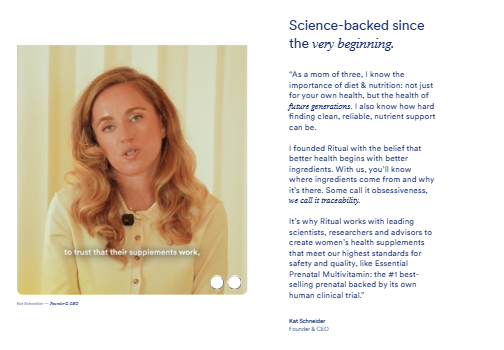 Science-backed since
the very beginning.
"As a mom of three, I know the
importance of diet & nutrition: not just
for your own health, but the health of
future generations. I also know how hard
finding clean, reliable, nutrient support
can be.
I founded Ritual with the belief that
better health begins with better
ingredients. With us, you'll know
where ingredients come from and why
it's there. Some call it obsessiveness,
we call it traceability.
It's why Ritual works with leading
scientists, researchers and advisors to
create women's health supplements
that meet our highest standards for
safety and quality, like Essential
Prenatal Multivitamin: the #1 best-
selling prenatal backed by its own
human clinical trial."
Kat Schneider
Founder & CEO
to trust that their supplements work,
Kat Schneider — Founder & CEO